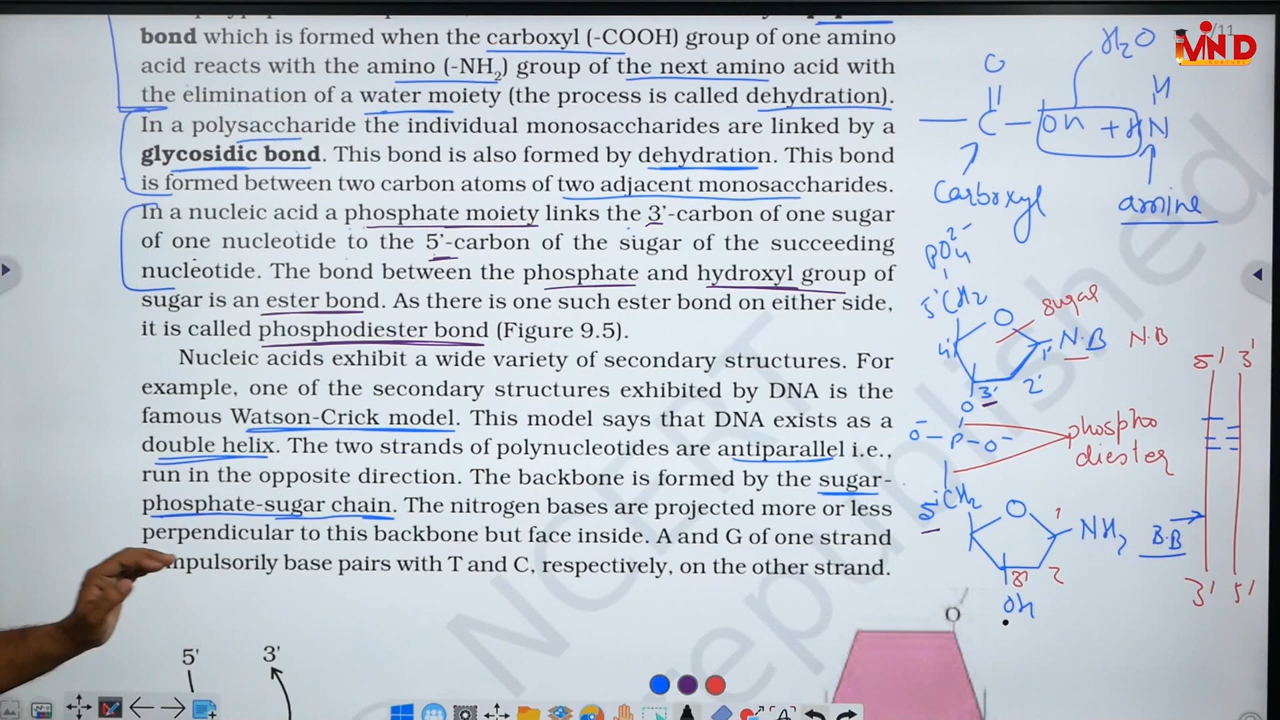 bond which is formed when the carboxyl (-COOH) group of one amino
acid reacts with the amino (-NH2) group of the next amino acid with
the elimination of a water moiety (the process is called dehydration).
In a polysaccharide the individual monosaccharides are linked by a
glycosidic bond. This bond is also formed by dehydration. This bond
is formed between two carbon atoms of two adjacent monosaccharides.
In a nucleic acid a phosphate moiety links the 3'-carbon of one sugar
of one nucleotide to the 5'-carbon of the sugar of the succeeding
nucleotide. The bond between the phosphate and hydroxyl group of
sugar is an ester bond. As there is one such ester bond on either side,
it is called phosphodiester bond (Figure 9.5).
Nucleic acids exhibit a wide variety of secondary structures. For
example, one of the secondary structures exhibited by DNA is the
famous Watson-Crick model. This model says that DNA exists as a
double helix. The two strands of polynucleotides are antiparallel i.e.,
run in the opposite direction. The backbone is formed by the sugar-
phosphate-sugar chain. The nitrogen bases are projected more or less
perpendicular to this backbone but face inside. A and G of one strand
mpulsorily base pairs with T and C, respectively, on the other strand.
5' 3'
O
/11
MIND
H2O
O H
C OH + H N
Carboxyl amine
PO4 2-
5' CH2 sugar
O
4' 1' N.B N.B
3' 2'
O
O- P O-
phospho
diester
5' CH2
O 1
NH2 B.B
3' 2
OH
5' 3'
3' 5'
NCERT
republished